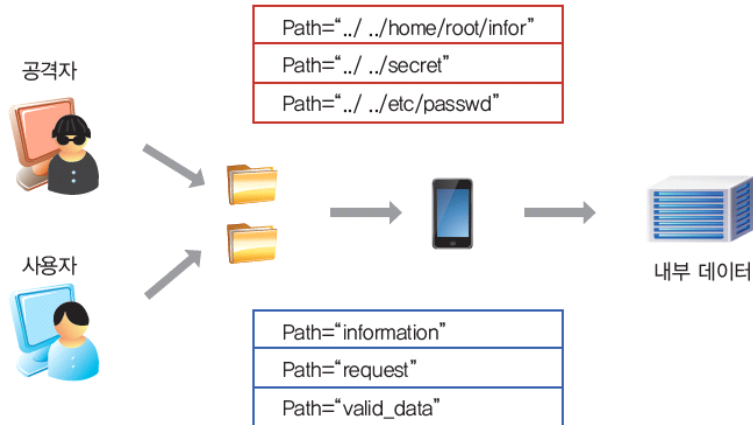 Path=“../ ../home/root/infor”
Path=“../ ../secret”
Path=“../ ../etc/passwd”
공격자
사용자
내부 데이터
Path=“information”
Path=“request”
Path=“valid_data”